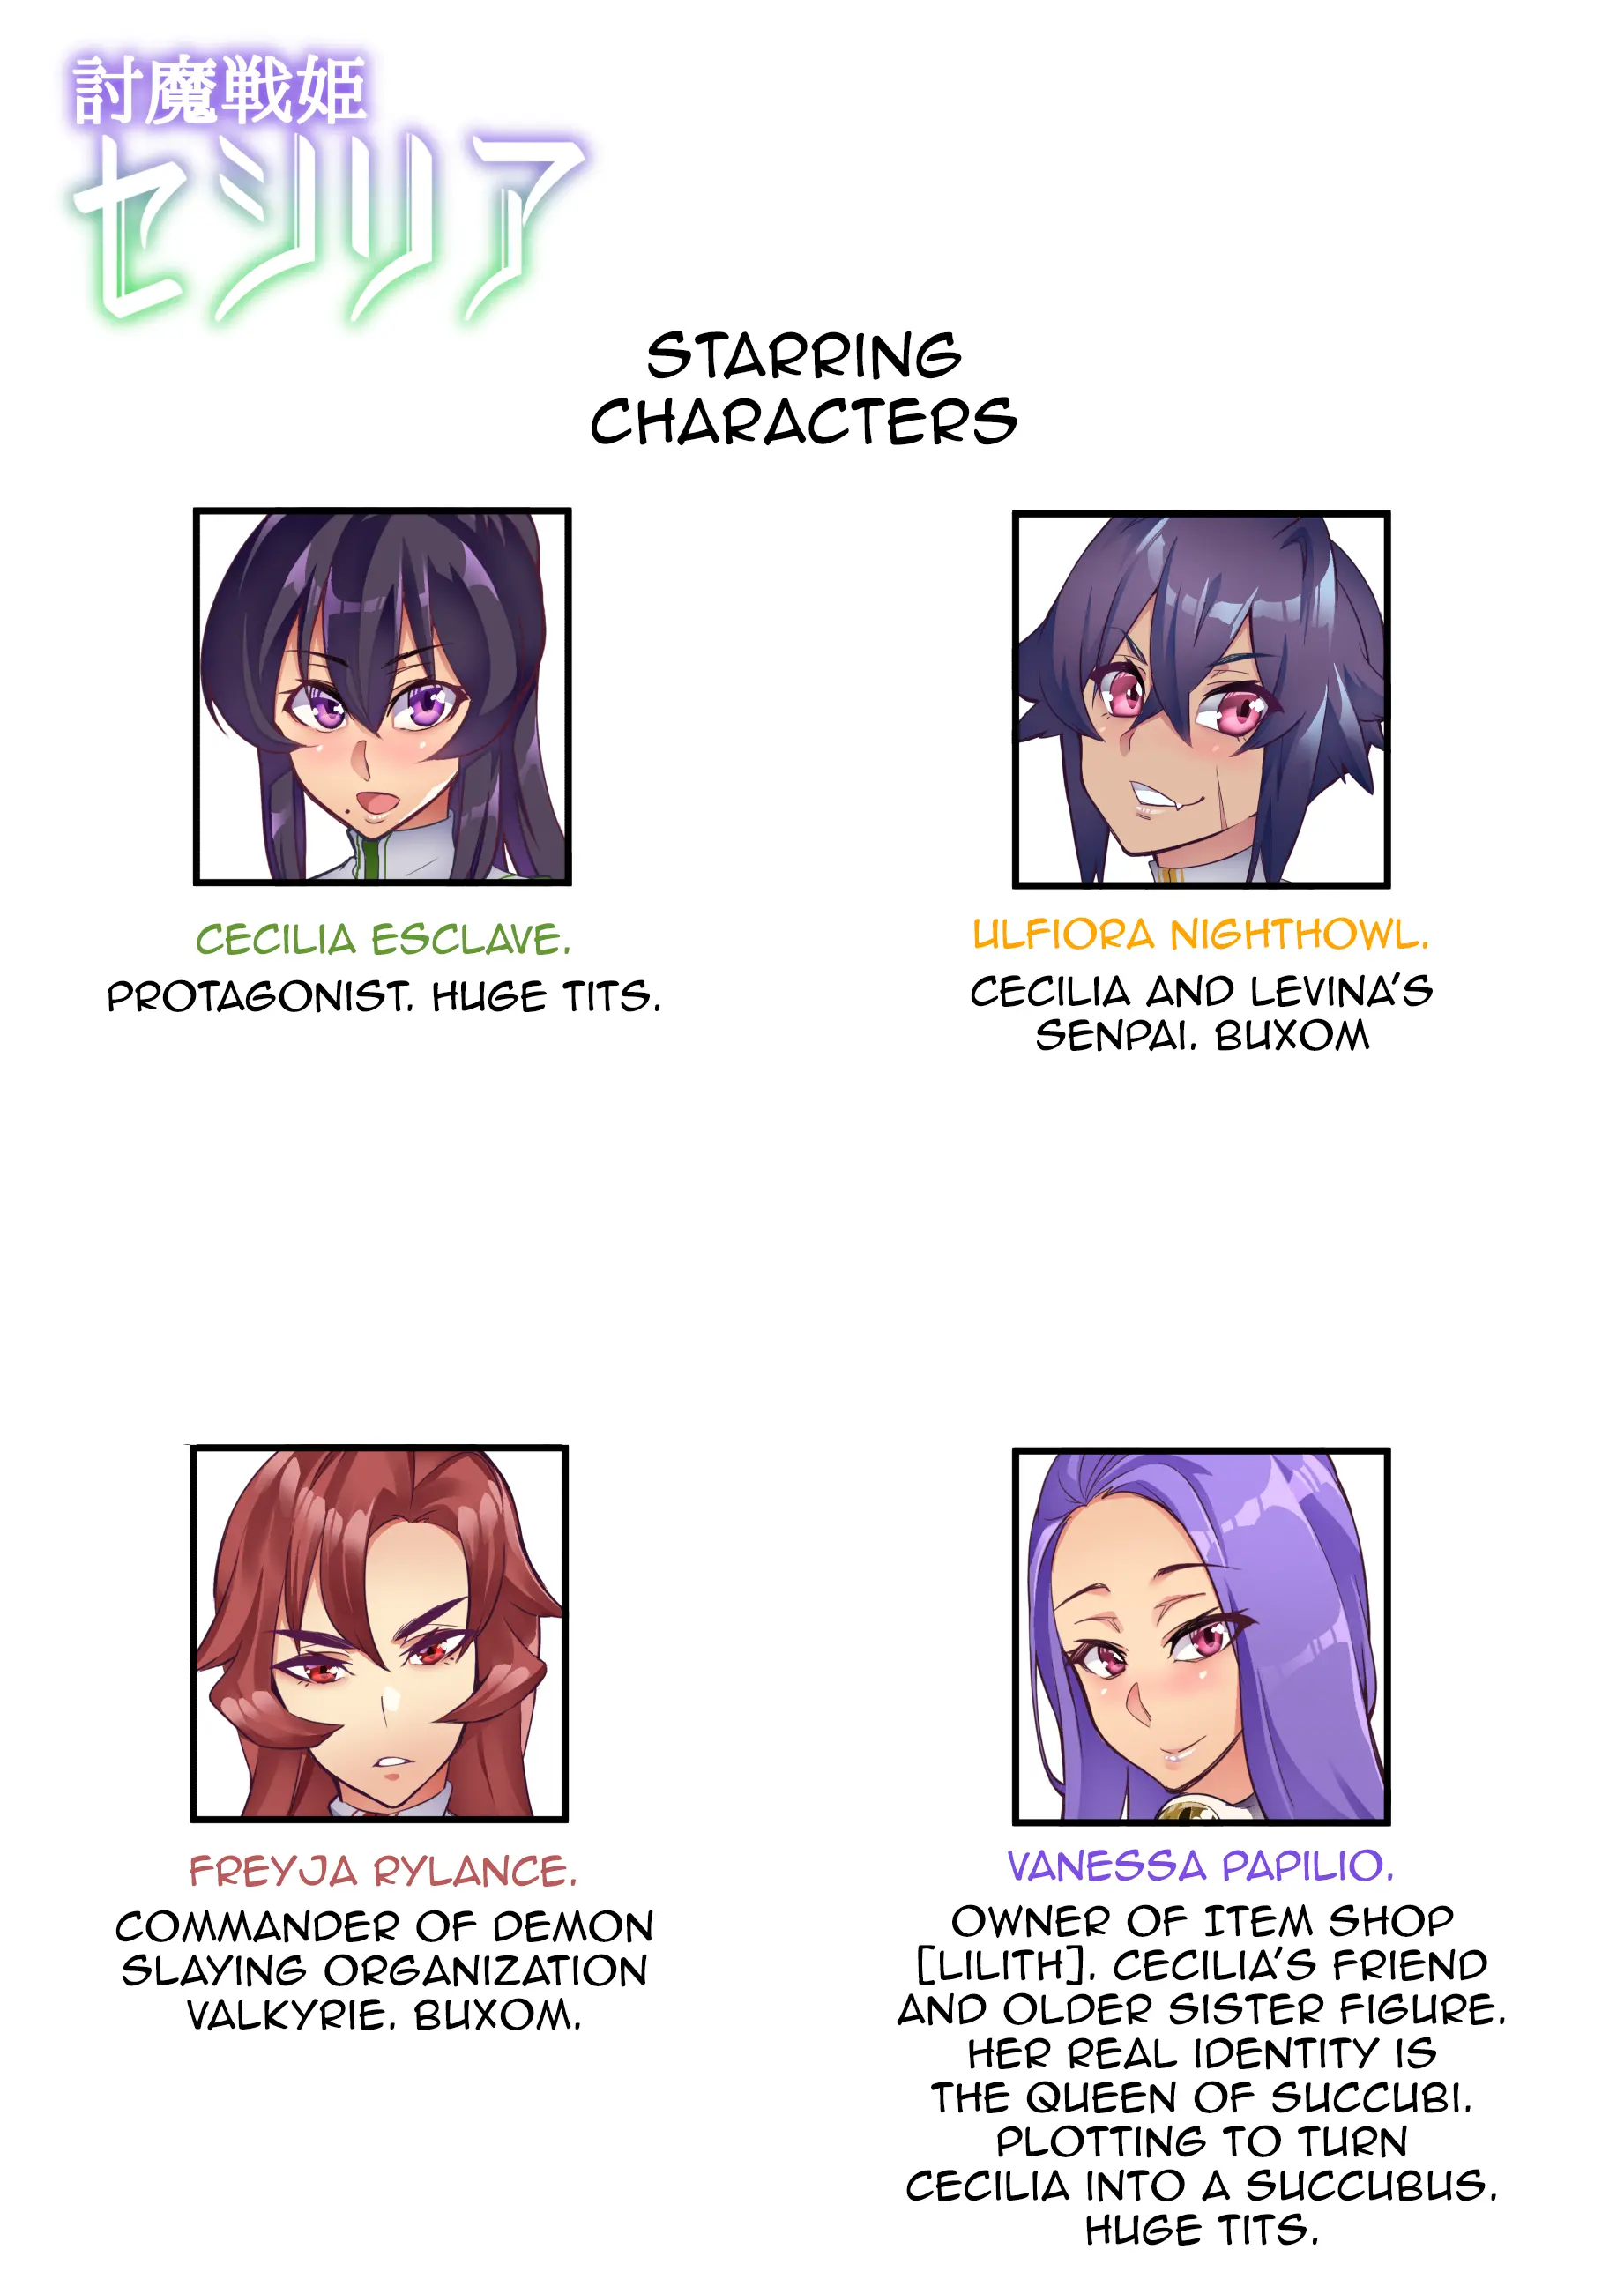 討魔戦姫
セシリア
STARRING
CHARACTERS
CECILIA ESCLAVE.
PROTAGONIST. HUGE TITS.
ULFIORA NIGHTHOWL.
CECILIA AND LEVINA'S
SENPAI. BUXOM
FREYJA RYLANCE.
COMMANDER OF DEMON
SLAYING ORGANIZATION
VALKYRIE. BUXOM.
VANESSA PAPILIO.
OWNER OF ITEM SHOP
[LILITH]. CECILIA'S FRIEND
AND OLDER SISTER FIGURE.
HER REAL IDENTITY IS
THE QUEEN OF SUCCUBI.
PLOTTING TO TURN
CECILIA INTO A SUCCUBUS.
HUGE TITS.